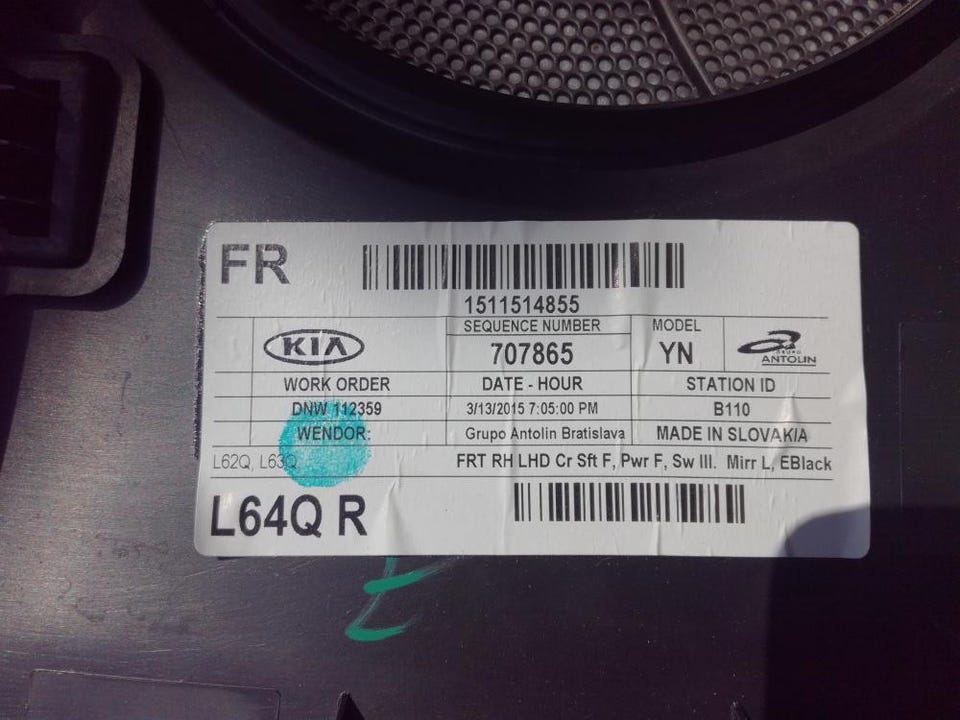 FR
1511514855
KIA
SEQUENCE NUMBER
707865
MODEL
YN
GRUPO
ANTOLIN
WORK ORDER
DATE - HOUR
STATION ID
DNW 112359
3/13/2015 7:05:00 PM
B110
WENDOR:
Grupo Antolin Bratislava
MADE IN SLOVAKIA
L62Q, L63Q
FRT RH LHD Cr Sft F, Pwr F, Sw Ill. Mirr L, EBlack
L64Q R